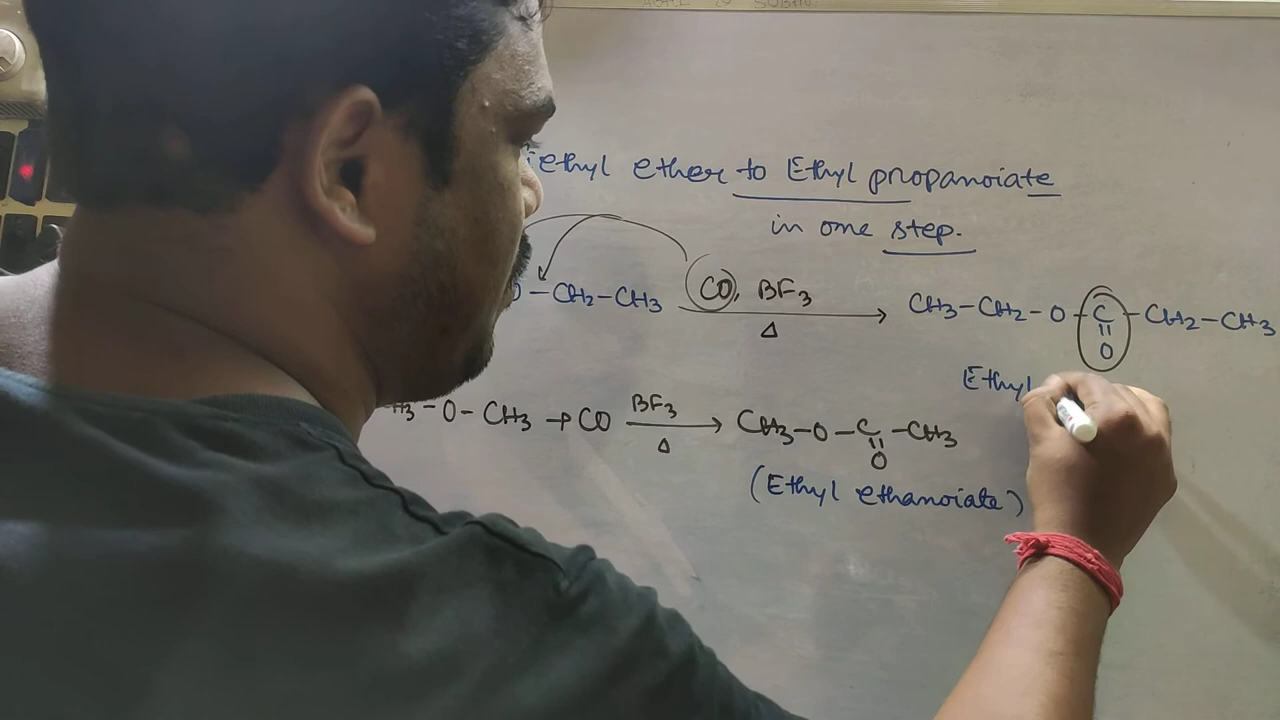 iethyl ether to Ethyl propanoiate
in one step.
O-CH2-CH3 CO, BF3 Δ → CH3-CH2-O-C-CH2-CH3
O
Ethyl
H3-O-CH3 + CO BF3 Δ → CH3-O-C-CH3
O
(Ethyl ethanoiate)